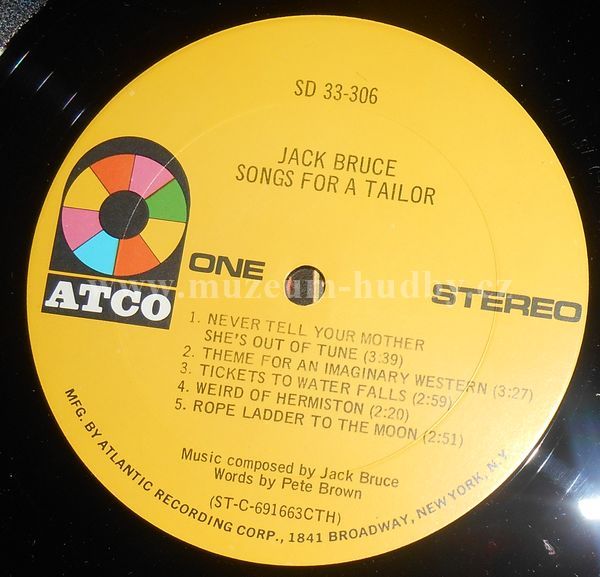 SD 33-306
JACK BRUCE
SONGS FOR A TAILOR
ATCO
ONE
STEREO
www.muzeum-hudby.cz
1. NEVER TELL YOUR MOTHER
SHE'S OUT OF TUNE (3:39)
2. THEME FOR AN IMAGINARY WESTERN (3:27)
3. TICKETS TO WATER FALLS (2:59)
4. WEIRD OF HERMISTON (2:20)
5. ROPE LADDER TO THE MOON (2:51)
Music composed by Jack Bruce
Words by Pete Brown
(ST-C-691663CTH)
MFG. BY ATLANTIC RECORDING CORP., 1841 BROADWAY, NEW YORK, N.Y.